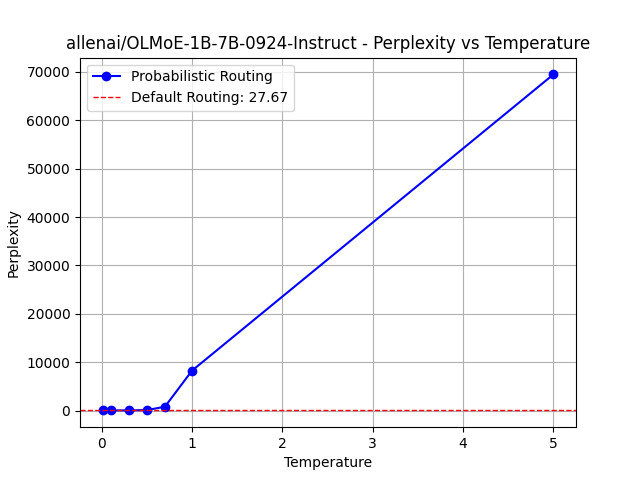 allenai/OLMoE-1B-7B-0924-Instruct - Perplexity vs Temperature
Probabilistic Routing
Default Routing: 27.67
70000
60000
50000
40000
30000
20000
10000
0
Perplexity
0 1 2 3 4 5
Temperature